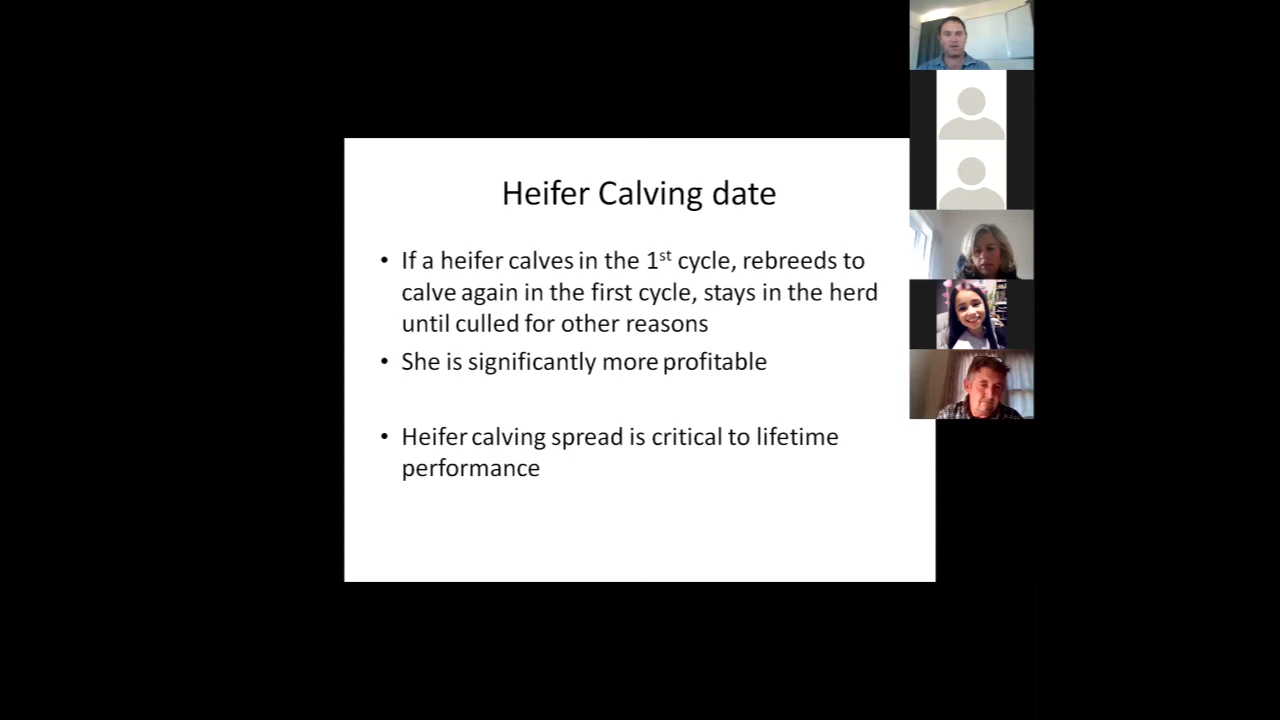 Heifer Calving date
• If a heifer calves in the 1st cycle, rebreeds to
calve again in the first cycle, stays in the herd
until culled for other reasons
• She is significantly more profitable
• Heifer calving spread is critical to lifetime
performance